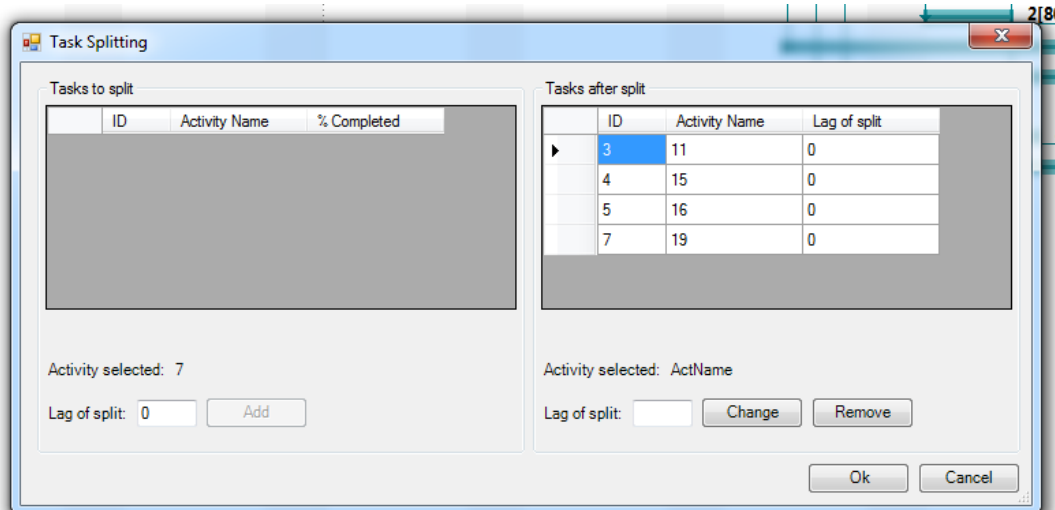 2[80
Task Splitting
Tasks to split
ID Activity Name % Completed
Activity selected: 7
Lag of split: 0 Add
Tasks after split
ID Activity Name Lag of split
3 11 0
4 15 0
5 16 0
7 19 0
Activity selected: ActName
Lag of split: Change Remove
Ok Cancel